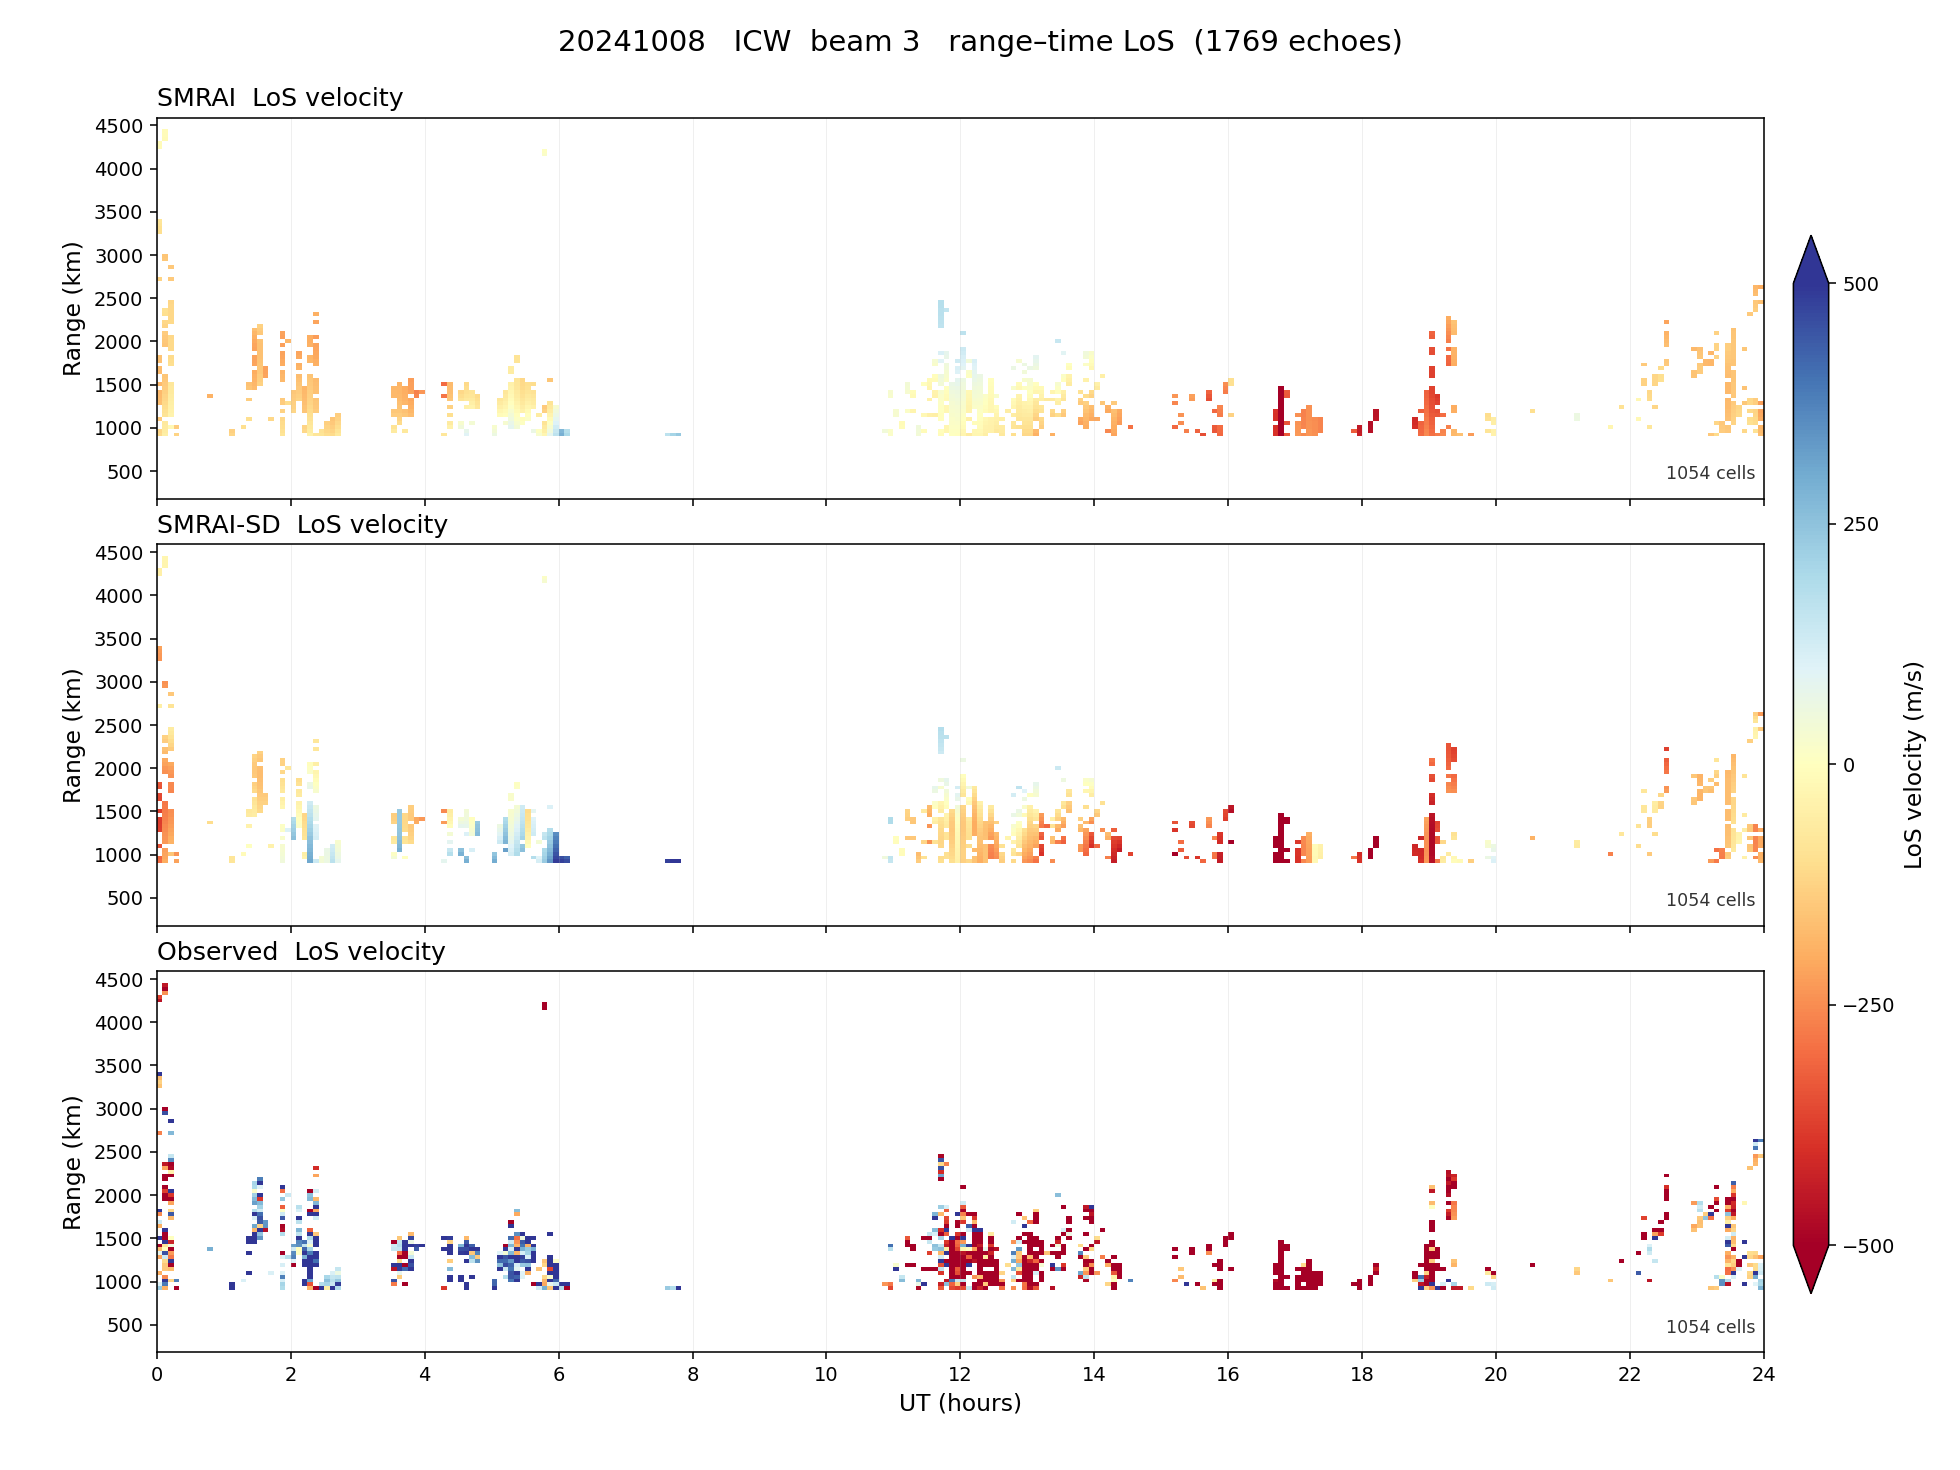 20241008   ICW  beam 3   range–time LoS  (1769 echoes)
SMRAI  LoS velocity
4500
4000
3500
3000
2500
2000
1500
1000
500
Range (km)
1054 cells
SMRAI-SD  LoS velocity
4500
4000
3500
3000
2500
2000
1500
1000
500
Range (km)
1054 cells
Observed  LoS velocity
4500
4000
3500
3000
2500
2000
1500
1000
500
Range (km)
1054 cells
0 2 4 6 8 10 12 14 16 18 20 22 24
UT (hours)
500
250
0
−250
−500
LoS velocity (m/s)